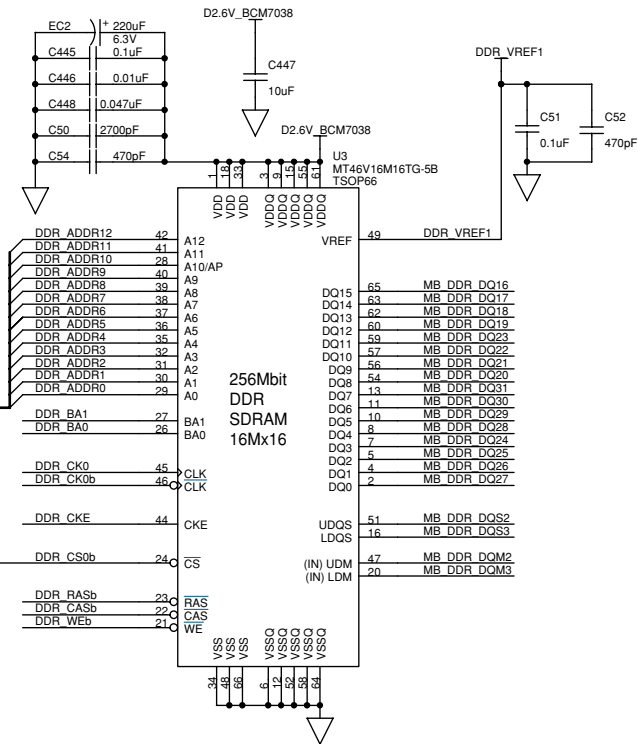 D2.6V_BCM7038
EC2 + 220uF
6.3V
C445 0.1uF
C446 0.01uF
C448 0.047uF
C50 2700pF
C54 470pF
C447
10uF
DDR_VREF1
C51
0.1uF
C52
470pF
D2.6V_BCM7038
U3
MT46V16M16TG-5B
TSOP66
1 18 33 3 9 15 55 61
VDD VDD VDD VDDQ VDDQ VDDQ VDDQ VDDQ
VREF 49 DDR_VREF1
DDR_ADDR12 42 A12
DDR_ADDR11 41 A11
DDR_ADDR10 28 A10/AP
DDR_ADDR9 40 A9
DDR_ADDR8 39 A8
DDR_ADDR7 38 A7
DDR_ADDR6 37 A6
DDR_ADDR5 36 A5
DDR_ADDR4 35 A4
DDR_ADDR3 32 A3
DDR_ADDR2 31 A2
DDR_ADDR1 30 A1
DDR_ADDR0 29 A0
DDR_BA1 27 BA1
DDR_BA0 26 BA0
DDR_CK0 45 CLK
DDR_CK0b 46 CLK
DDR_CKE 44 CKE
DDR_CS0b 24 CS
DDR_RASb 23 RAS
DDR_CASb 22 CAS
DDR_WEb 21 WE
256Mbit
DDR
SDRAM
16Mx16
DQ15 65 MB_DDR_DQ16
DQ14 63 MB_DDR_DQ17
DQ13 62 MB_DDR_DQ18
DQ12 60 MB_DDR_DQ19
DQ11 59 MB_DDR_DQ23
DQ10 57 MB_DDR_DQ22
DQ9 56 MB_DDR_DQ21
DQ8 54 MB_DDR_DQ20
DQ7 13 MB_DDR_DQ31
DQ6 11 MB_DDR_DQ30
DQ5 10 MB_DDR_DQ29
DQ4 8 MB_DDR_DQ28
DQ3 7 MB_DDR_DQ24
DQ2 5 MB_DDR_DQ25
DQ1 4 MB_DDR_DQ26
DQ0 2 MB_DDR_DQ27
UDQS 51 MB_DDR_DQS2
LDQS 16 MB_DDR_DQS3
(IN) UDM 47 MB_DDR_DQM2
(IN) LDM 20 MB_DDR_DQM3
VSS VSS VSS VSSQ VSSQ VSSQ VSSQ VSSQ
34 48 66 6 12 52 58 64